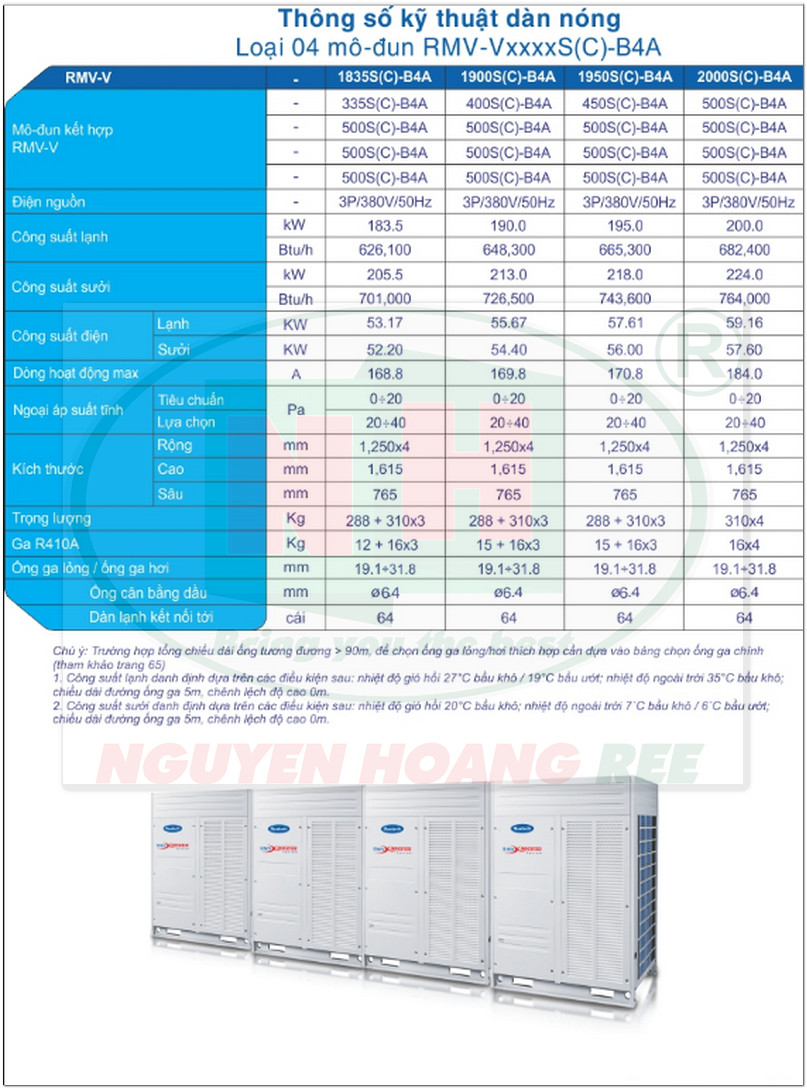 Thông số kỹ thuật dàn nóng
Loại 04 mô-đun RMV-VxxxxS(C)-B4A
RMV-V - 1835S(C)-B4A 1900S(C)-B4A 1950S(C)-B4A 2000S(C)-B4A
Mô-đun kết hợp
RMV-V
- 335S(C)-B4A 400S(C)-B4A 450S(C)-B4A 500S(C)-B4A
- 500S(C)-B4A 500S(C)-B4A 500S(C)-B4A 500S(C)-B4A
- 500S(C)-B4A 500S(C)-B4A 500S(C)-B4A 500S(C)-B4A
- 500S(C)-B4A 500S(C)-B4A 500S(C)-B4A 500S(C)-B4A
Điện nguồn - 3P/380V/50Hz 3P/380V/50Hz 3P/380V/50Hz 3P/380V/50Hz
Công suất lạnh
kW 183.5 190.0 195.0 200.0
Btu/h 626,100 648,300 665,300 682,400
Công suất sưởi
kW 205.5 213.0 218.0 224.0
Btu/h 701,000 726,500 743,600 764,000
Công suất điện
Lạnh KW 53.17 55.67 57.61 59.16
Sưởi KW 52.20 54.40 56.00 57.60
Dòng hoạt động max A 168.8 169.8 170.8 184.0
Ngoại áp suất tĩnh
Tiêu chuẩn Pa 0÷20 0÷20 0÷20 0÷20
Lựa chọn 20÷40 20÷40 20÷40 20÷40
Kích thước
Rộng mm 1,250x4 1,250x4 1,250x4 1,250x4
Cao mm 1,615 1,615 1,615 1,615
Sâu mm 765 765 765 765
Trọng lượng Kg 288 + 310x3 288 + 310x3 288 + 310x3 310x4
Ga R410A Kg 12 + 16x3 15 + 16x3 15 + 16x3 16x4
Ống ga lỏng / ống ga hơi mm 19.1÷31.8 19.1÷31.8 19.1÷31.8 19.1÷31.8
Ống cân bằng dầu mm ø6.4 ø6.4 ø6.4 ø6.4
Dàn lạnh kết nối tới cái 64 64 64 64
NH
®
Bring you the best
Chú ý: Trường hợp tổng chiều dài ống tương đương > 90m, để chọn ống ga lỏng/hơi thích hợp cần dựa vào bảng chọn ống ga chính
(tham khảo trang 65)
1. Công suất lạnh danh định dựa trên các điều kiện sau: nhiệt độ gió hồi 27°C bầu khô / 19°C bầu ướt; nhiệt độ ngoài trời 35°C bầu khô;
chiều dài đường ống ga 5m, chênh lệch độ cao 0m.
2. Công suất sưởi danh định dựa trên các điều kiện sau: nhiệt độ gió hồi 20°C bầu khô; nhiệt độ ngoài trời 7°C bầu khô / 6°C bầu ướt;
chiều dài đường ống ga 5m, chênh lệch độ cao 0m.
NGUYEN HOANG REE